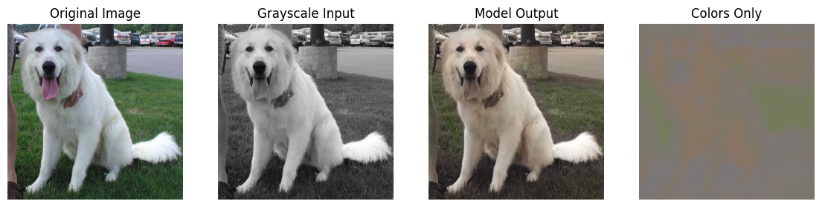 Original Image
Grayscale Input
Model Output
Colors Only